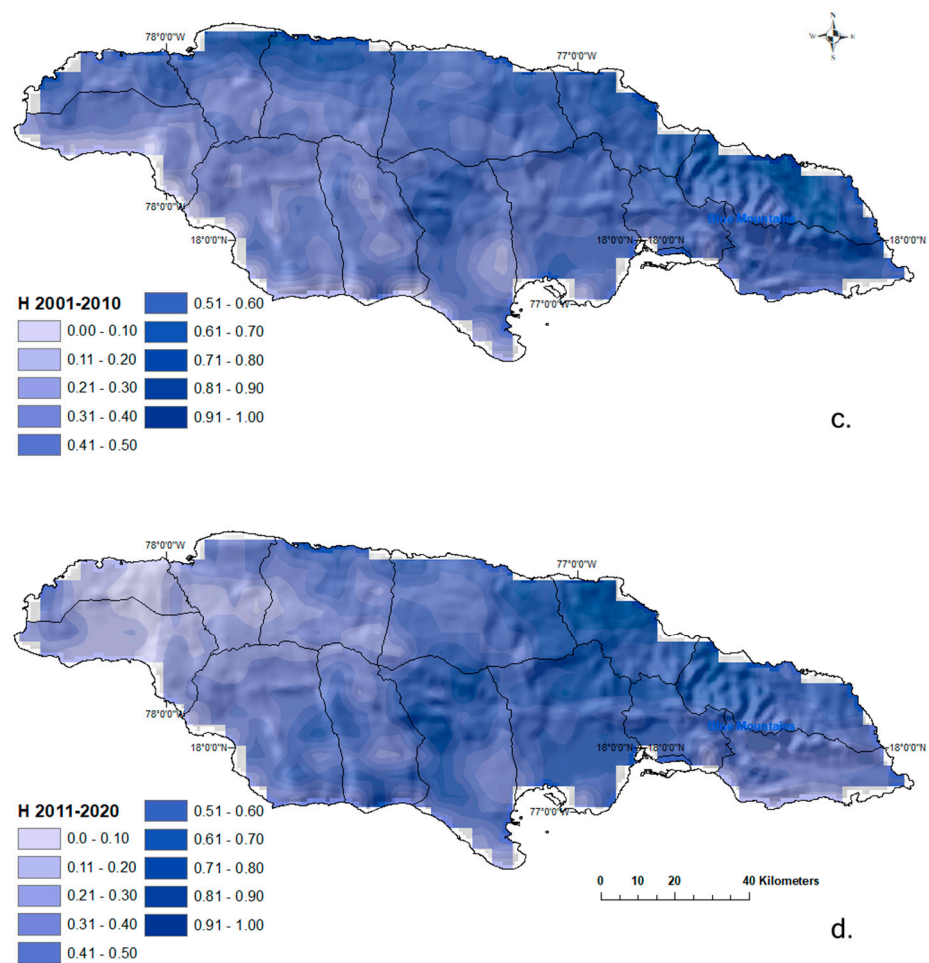 N
W E
S
78°0'0"W
77°0'0"W
Blue Mountains
78°0'0"W
18°0'0"N
18°0'0"N
18°0'0"N
18°0'0"N
77°0'0"W
H 2001-2010
0.00 - 0.10
0.11 - 0.20
0.21 - 0.30
0.31 - 0.40
0.41 - 0.50
0.51 - 0.60
0.61 - 0.70
0.71 - 0.80
0.81 - 0.90
0.91 - 1.00
c.
78°0'0"W
77°0'0"W
Blue Mountains
78°0'0"W
18°0'0"N
18°0'0"N
18°0'0"N
18°0'0"N
77°0'0"W
H 2011-2020
0.0 - 0.10
0.11 - 0.20
0.21 - 0.30
0.31 - 0.40
0.41 - 0.50
0.51 - 0.60
0.61 - 0.70
0.71 - 0.80
0.81 - 0.90
0.91 - 1.00
0 10 20 40 Kilometers
d.